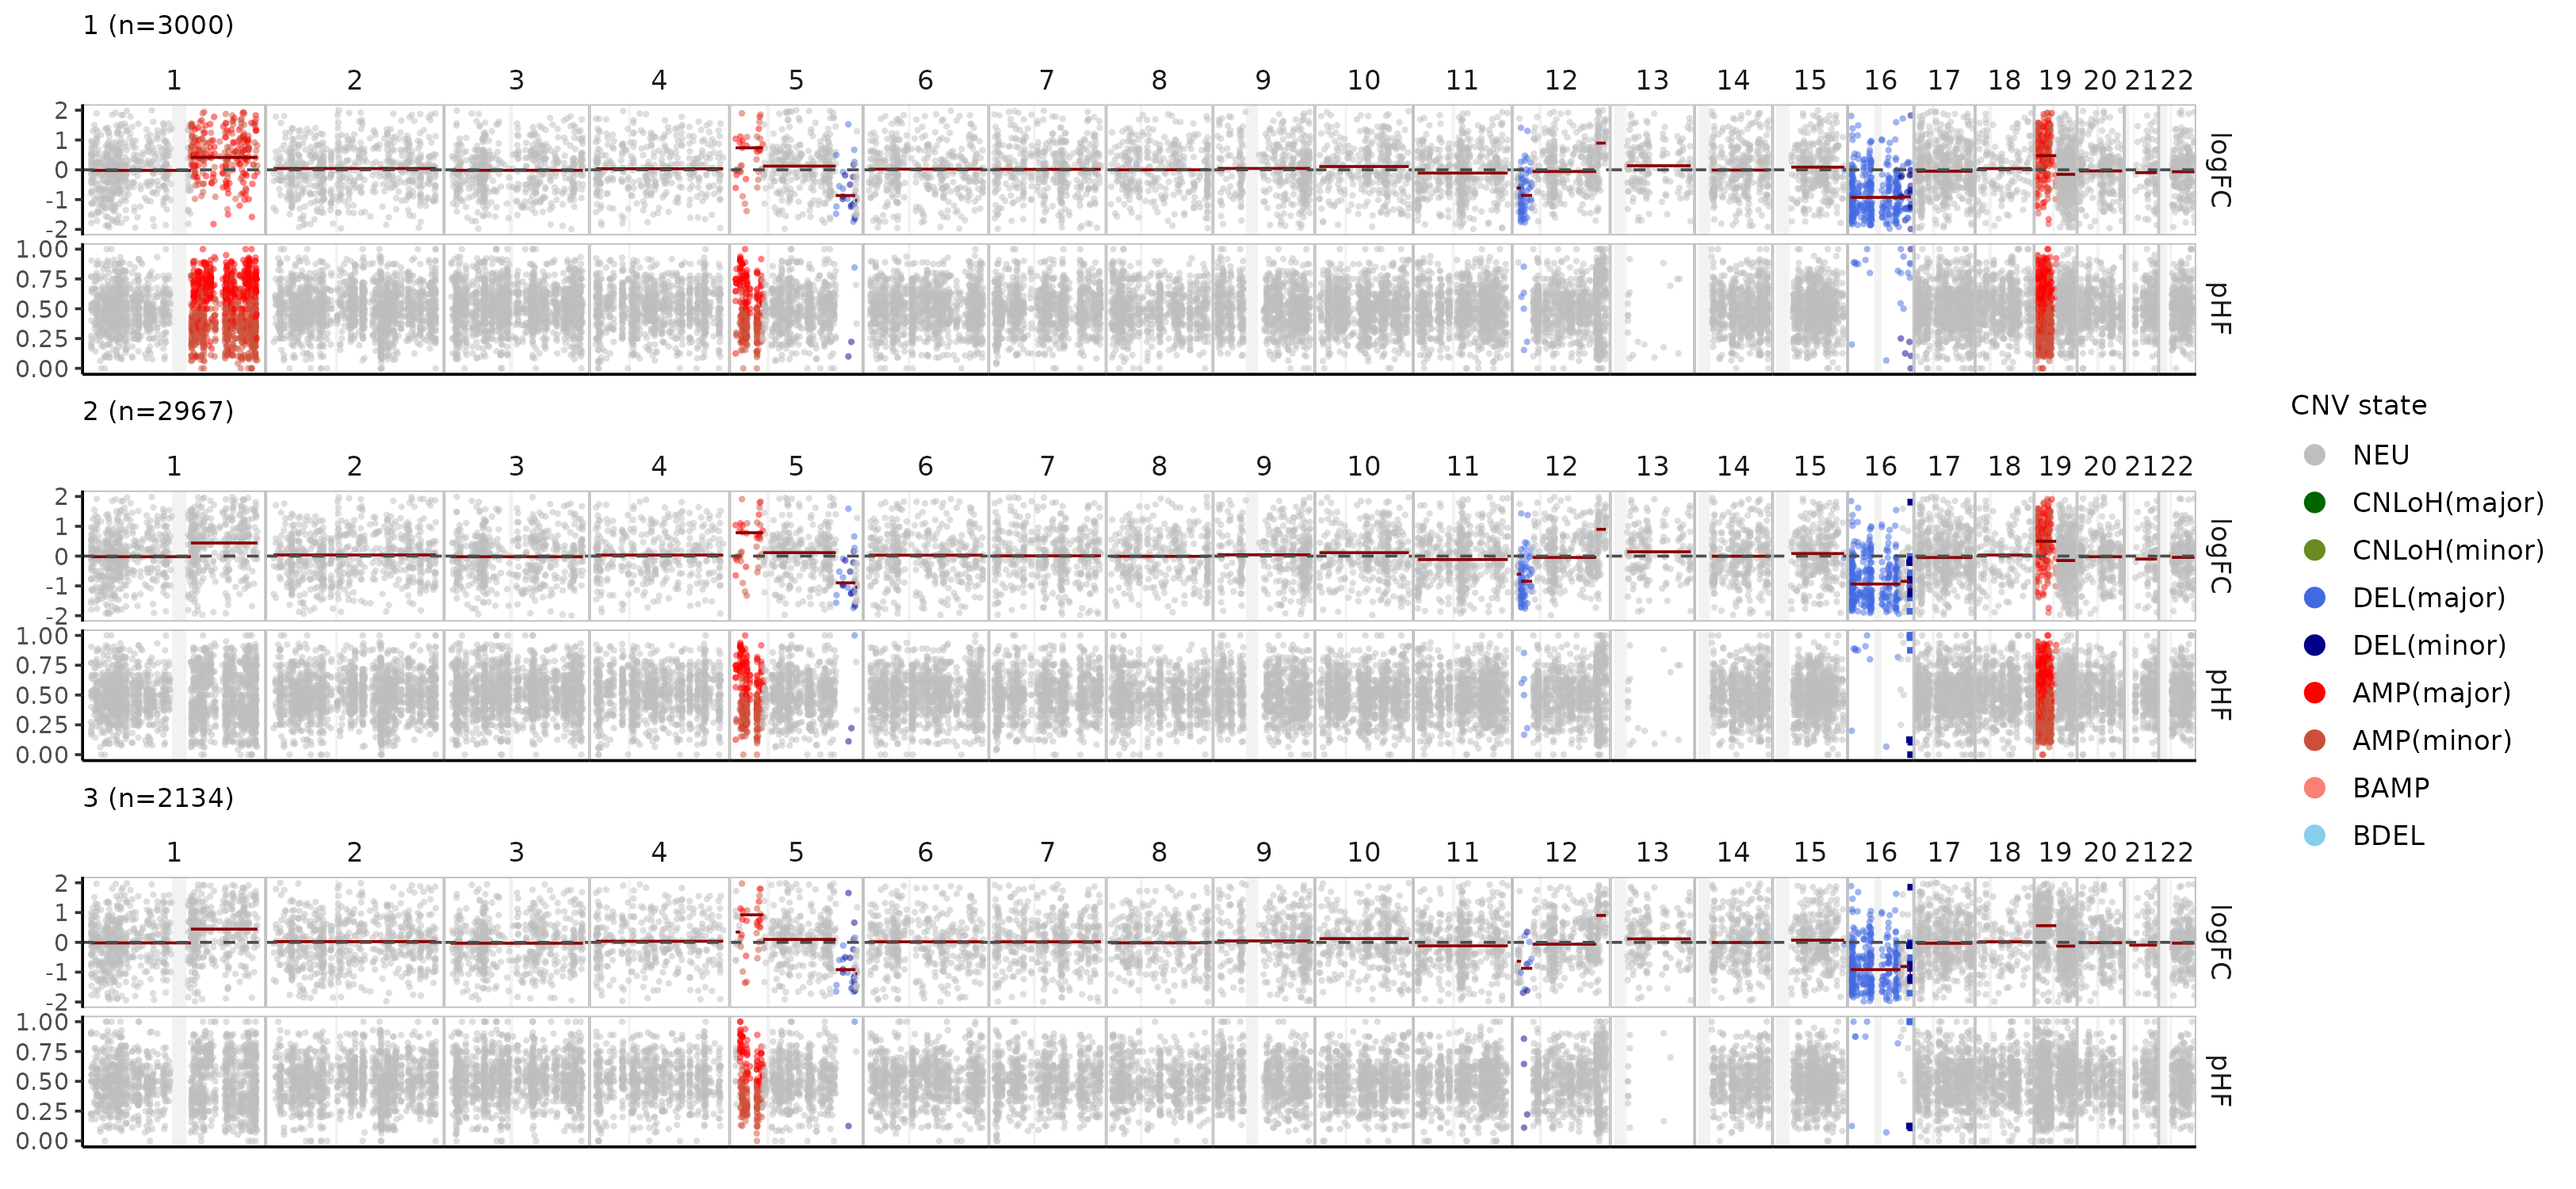 1 (n=3000)
1 2 3 4 5 6 7 8 9 10 11 12 13 14 15 16 17 18 19 20 21 22
2
1
0
-1
-2
logFC
1.00
0.75
0.50
0.25
0.00
pHF
2 (n=2967)
1 2 3 4 5 6 7 8 9 10 11 12 13 14 15 16 17 18 19 20 21 22
2
1
0
-1
-2
logFC
1.00
0.75
0.50
0.25
0.00
pHF
3 (n=2134)
1 2 3 4 5 6 7 8 9 10 11 12 13 14 15 16 17 18 19 20 21 22
2
1
0
-1
-2
logFC
1.00
0.75
0.50
0.25
0.00
pHF
CNV state
NEU
CNLoH(major)
CNLoH(minor)
DEL(major)
DEL(minor)
AMP(major)
AMP(minor)
BAMP
BDEL